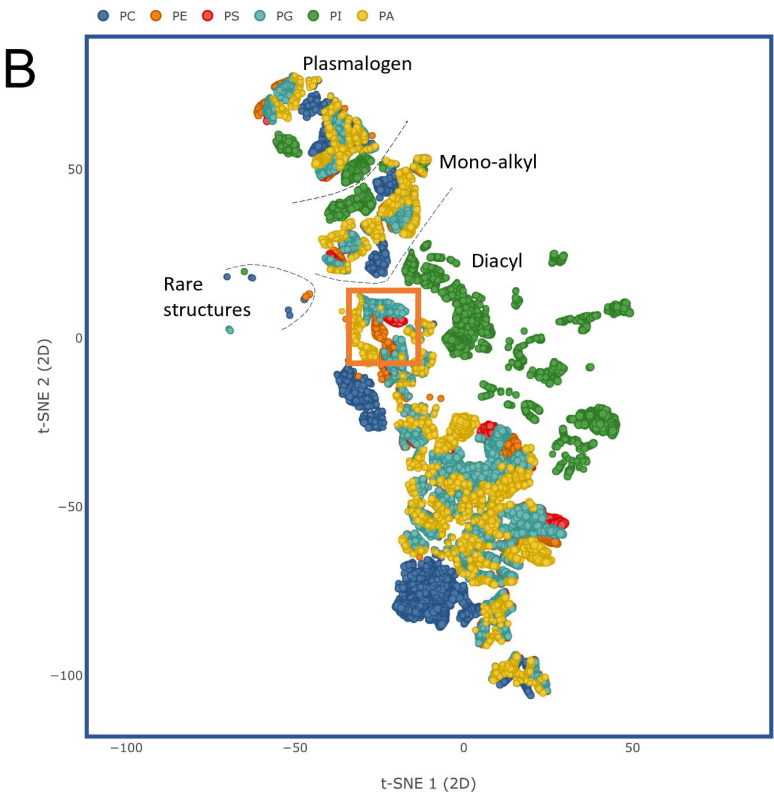 PC PE PS PG PI PA
B
Plasmalogen
50
Mono-alkyl
Diacyl
Rare
structures
0
t-SNE 2 (2D)
−50
−100
−100 −50 0 50
t-SNE 1 (2D)